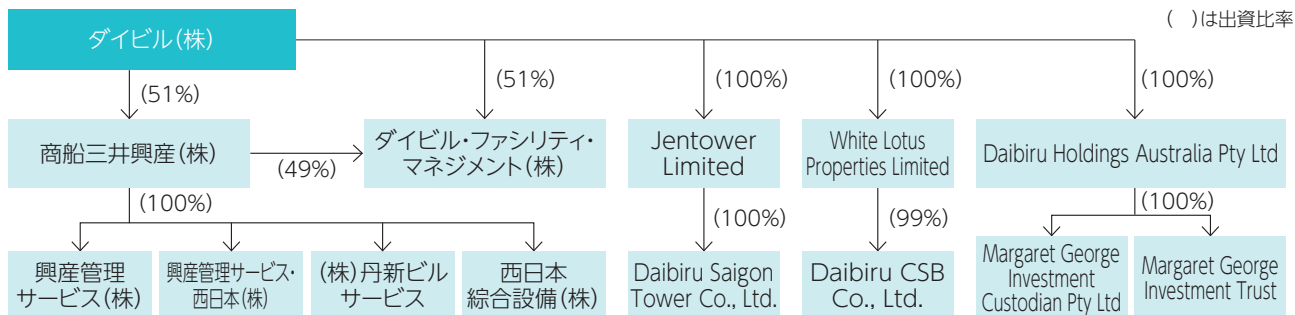 ( )は出資比率
ダイビル(株)
(51%)
(51%)
(100%)
(100%)
(100%)
商船三井興産(株)
(49%)
ダイビル・ファシリティ・
マネジメント(株)
Jentower
Limited
White Lotus
Properties Limited
Daibiru Holdings Australia Pty Ltd
(100%)
(100%)
(99%)
(100%)
興産管理
サービス(株)
興産管理サービス・
西日本(株)
(株)丹新ビル
サービス
西日本
綜合設備(株)
Daibiru Saigon
Tower Co., Ltd.
Daibiru CSB
Co., Ltd.
Margaret George
Investment
Custodian Pty Ltd
Margaret George
Investment Trust